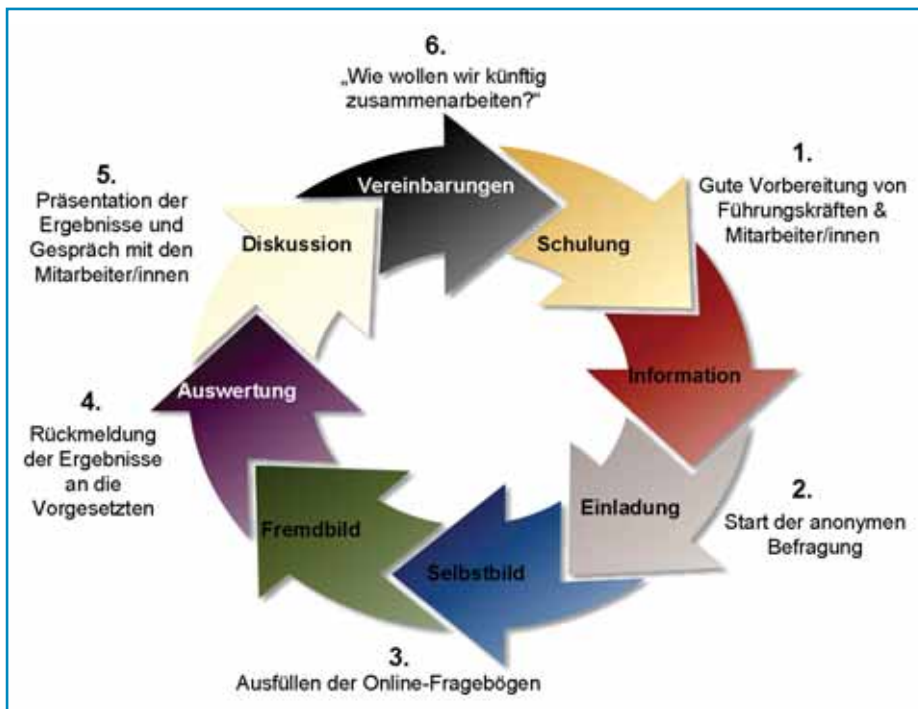 6.
„Wie wollen wir künftig
zusammenarbeiten?“
Vereinbarungen
1.
Gute Vorbereitung von
Führungskräften &
Mitarbeiter/innen
Schulung
Information
2.
Start der anonymen
Befragung
Einladung
Selbstbild
Fremdbild
3.
Ausfüllen der Online-Fragebögen
4.
Rückmeldung
der Ergebnisse
an die
Vorgesetzten
Auswertung
5.
Präsentation der
Ergebnisse und
Gespräch mit den
Mitarbeiter/innen
Diskussion